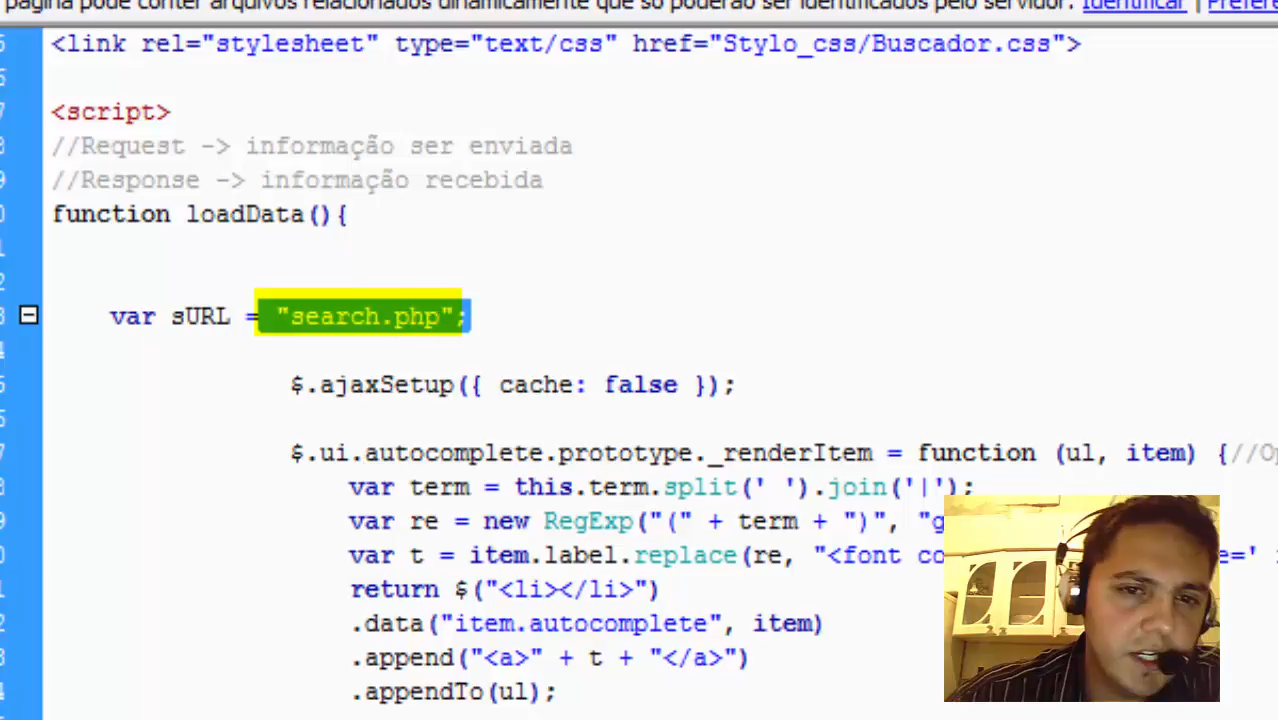 página pode conter arquivos relacionados dinamicamente que só poderão ser identificados pelo servidor. Identificar |
<link rel="stylesheet" type="text/css" href="Stylo_css/Buscador.css">
<script>
//Request -> informação ser enviada
//Response -> informação recebida
function loadData(){
var sURL = "search.php";
$.ajaxSetup({ cache: false });
$.ui.autocomplete.prototype._renderItem = function (ul, item) {//
var term = this.term.split(' ').join('|');
var re = new RegExp("(" + term + ")", "g
var t = item.label.replace(re, "<font co e='
return $("<li></li>")
.data("item.autocomplete", item)
.append("<a>" + t + "</a>")
.appendTo(ul);